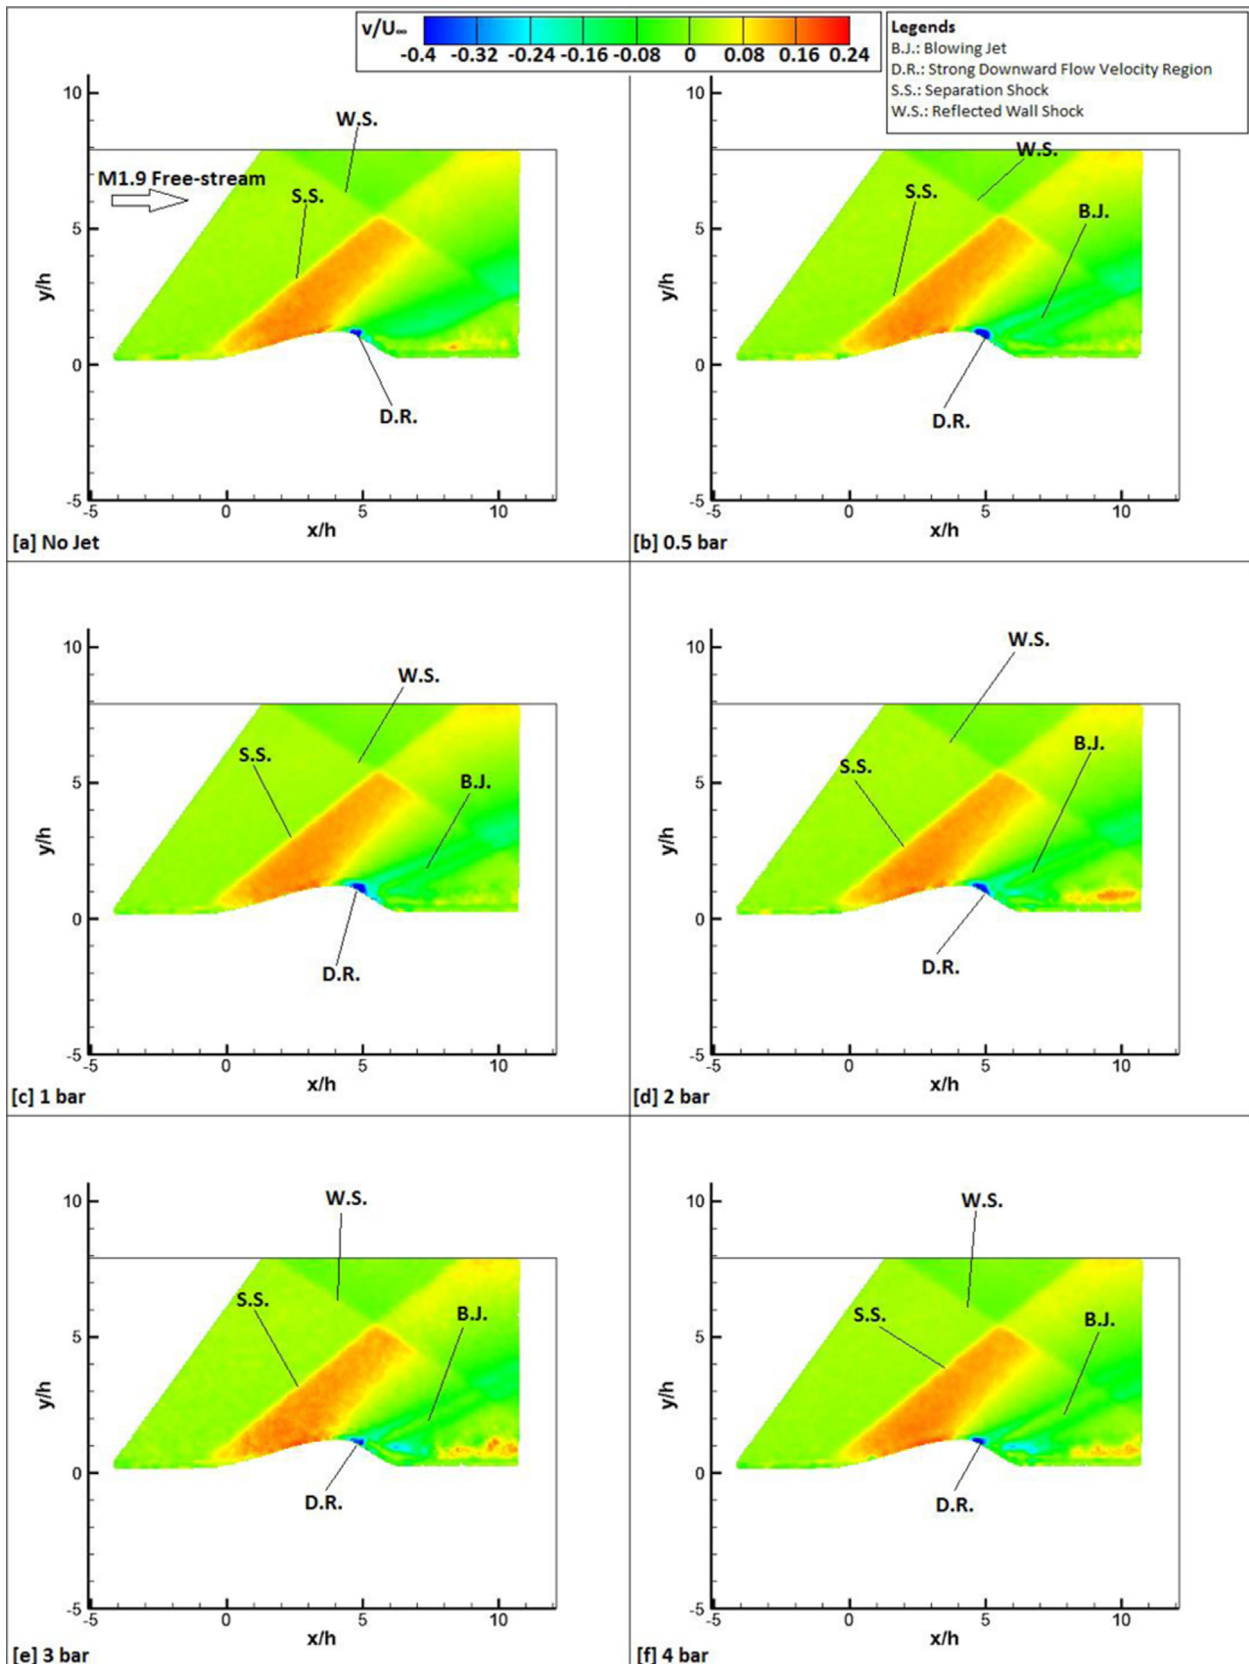 v/U∞
-0.4 -0.32 -0.24 -0.16 -0.08 0 0.08 0.16 0.24
Legends
B.J.: Blowing Jet
D.R.: Strong Downward Flow Velocity Region
S.S.: Separation Shock
W.S.: Reflected Wall Shock
10
5
0
-5
y/h
W.S.
M1.9 Free-stream
S.S.
D.R.
-5 0 5 10
x/h
[a] No Jet
10
5
0
-5
y/h
W.S.
S.S.
B.J.
D.R.
-5 0 5 10
x/h
[b] 0.5 bar
10
5
0
-5
y/h
W.S.
S.S.
B.J.
D.R.
-5 0 5 10
x/h
[c] 1 bar
10
5
0
-5
y/h
W.S.
B.J.
S.S.
D.R.
-5 0 5 10
x/h
[d] 2 bar
10
5
0
-5
y/h
W.S.
S.S.
B.J.
D.R.
-5 0 5 10
x/h
[e] 3 bar
10
5
0
-5
y/h
W.S.
S.S.
B.J.
D.R.
-5 0 5 10
x/h
[f] 4 bar